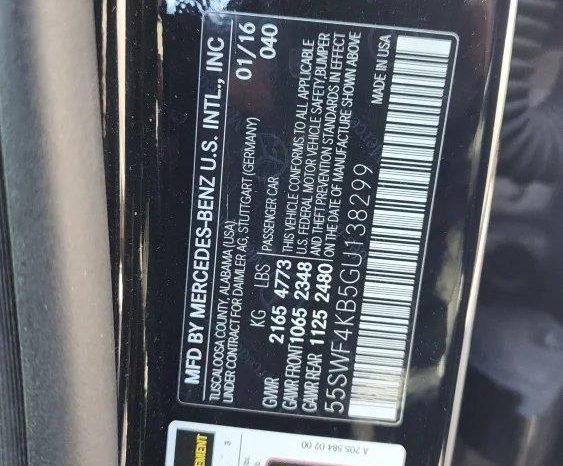 MFD BY MERCEDES-BENZ U.S. INTL., INC
01/16
TUSCALOOSA COUNTY, ALABAMA (USA)
040
UNDER CONTRACT FOR DAIMLER AG, STUTTGART (GERMANY)
KG LBS PASSENGER CAR
GVWR 2165 4773 THIS VEHICLE CONFORMS TO ALL APPLICABLE
GAWR FRONT 1065 2348 U.S. FEDERAL MOTOR VEHICLE SAFETY, BUMPER
GAWR REAR 1125 2480 AND THEFT PREVENTION STANDARDS IN EFFECT
ON THE DATE OF MANUFACTURE SHOWN ABOVE
55SWF4KB5GU138299
MADE IN USA
A 205 584 02 00